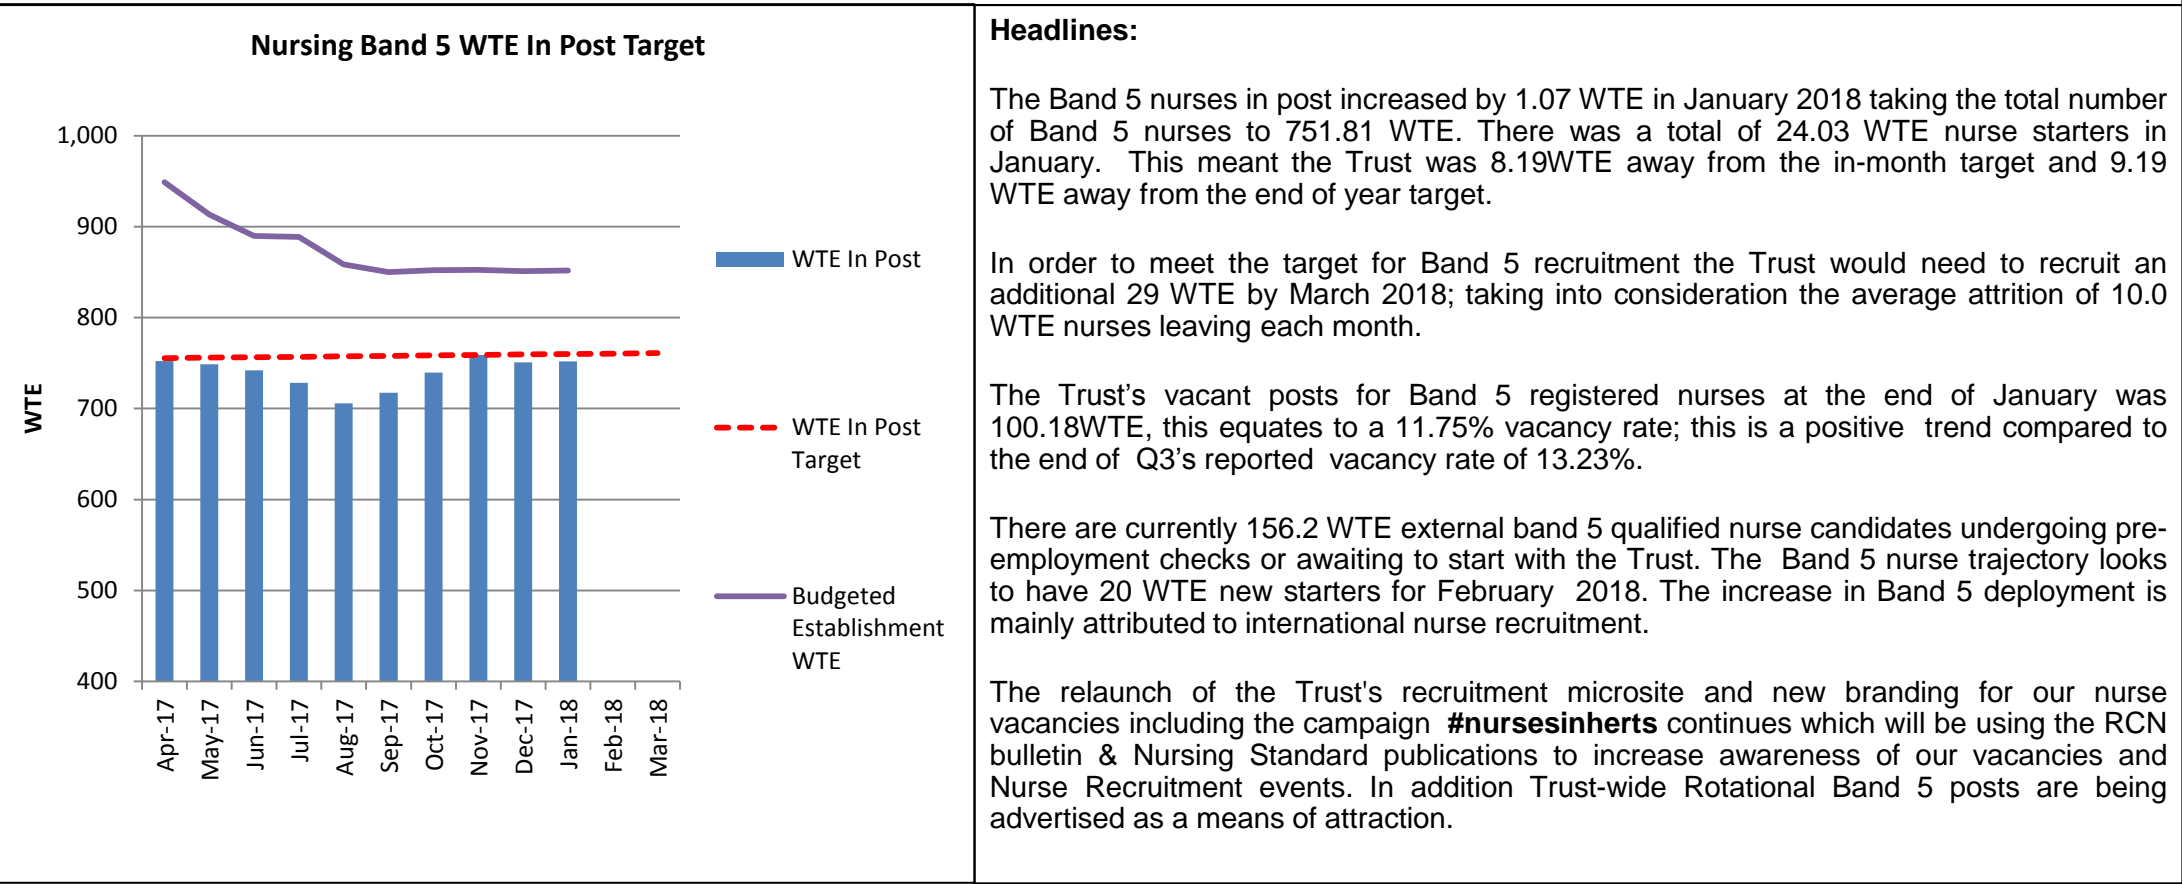 Nursing Band 5 WTE In Post Target
WTE
1,000
900
800
700
600
500
400
Apr-17
May-17
Jun-17
Jul-17
Aug-17
Sep-17
Oct-17
Nov-17
Dec-17
Jan-18
Feb-18
Mar-18
WTE In Post
WTE In Post
Target
Budgeted
Establishment
WTE
Headlines:
The Band 5 nurses in post increased by 1.07 WTE in January 2018 taking the total number
of Band 5 nurses to 751.81 WTE. There was a total of 24.03 WTE nurse starters in
January. This meant the Trust was 8.19WTE away from the in-month target and 9.19
WTE away from the end of year target.
In order to meet the target for Band 5 recruitment the Trust would need to recruit an
additional 29 WTE by March 2018; taking into consideration the average attrition of 10.0
WTE nurses leaving each month.
The Trust’s vacant posts for Band 5 registered nurses at the end of January was
100.18WTE, this equates to a 11.75% vacancy rate; this is a positive trend compared to
the end of Q3’s reported vacancy rate of 13.23%.
There are currently 156.2 WTE external band 5 qualified nurse candidates undergoing pre-
employment checks or awaiting to start with the Trust. The Band 5 nurse trajectory looks
to have 20 WTE new starters for February 2018. The increase in Band 5 deployment is
mainly attributed to international nurse recruitment.
The relaunch of the Trust's recruitment microsite and new branding for our nurse
vacancies including the campaign #nursesinherts continues which will be using the RCN
bulletin & Nursing Standard publications to increase awareness of our vacancies and
Nurse Recruitment events. In addition Trust-wide Rotational Band 5 posts are being
advertised as a means of attraction.